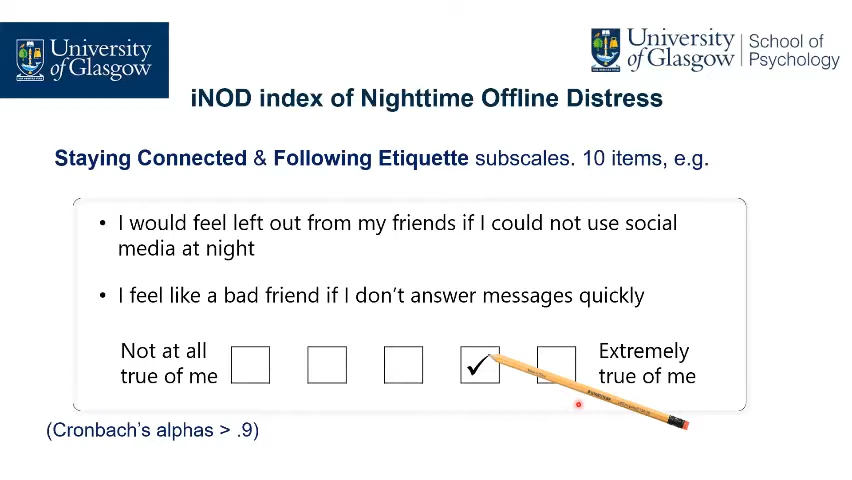 University
of Glasgow
University
of Glasgow
School of
Psychology
iNOD index of Nighttime Offline Distress
Staying Connected & Following Etiquette subscales. 10 items, e.g.
• I would feel left out from my friends if I could not use social
media at night
• I feel like a bad friend if I don't answer messages quickly
Not at all
true of me
Extremely
true of me
(Cronbach's alphas > .9)